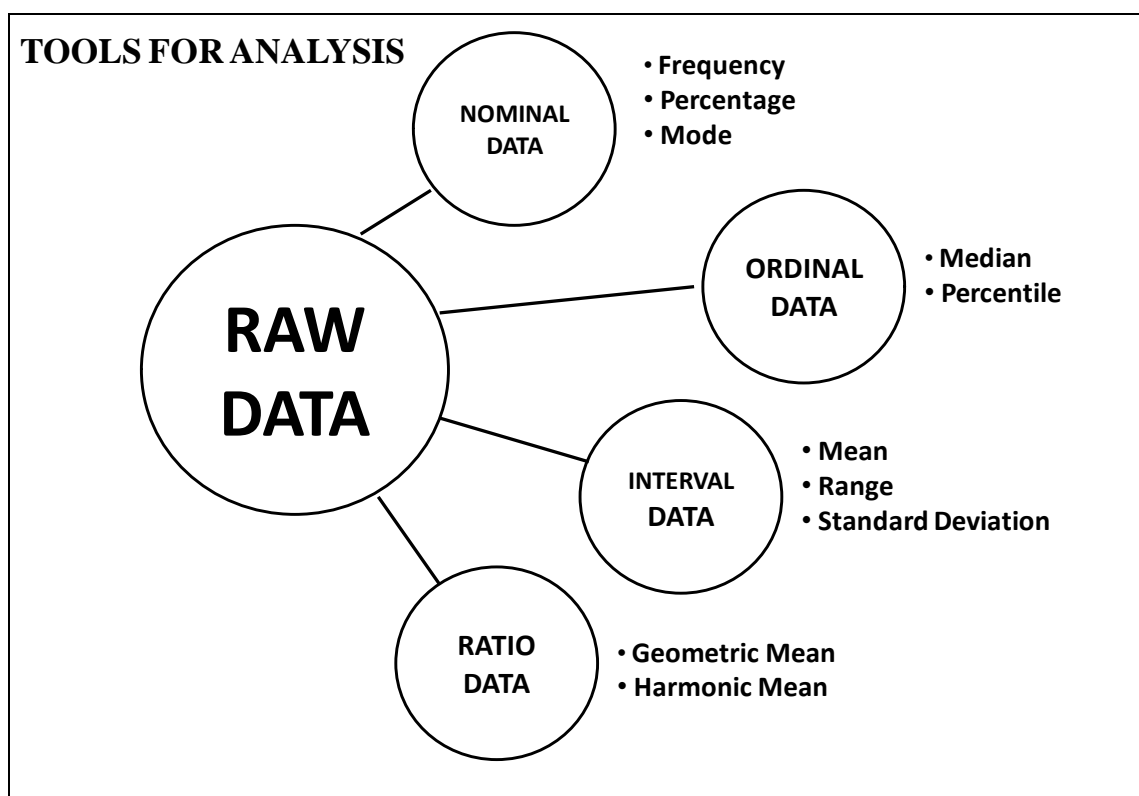 TOOLS FOR ANALYSIS
NOMINAL
DATA
• Frequency
• Percentage
• Mode
ORDINAL
DATA
• Median
• Percentile
RAW
DATA
INTERVAL
DATA
• Mean
• Range
• Standard Deviation
RATIO
DATA
• Geometric Mean
• Harmonic Mean